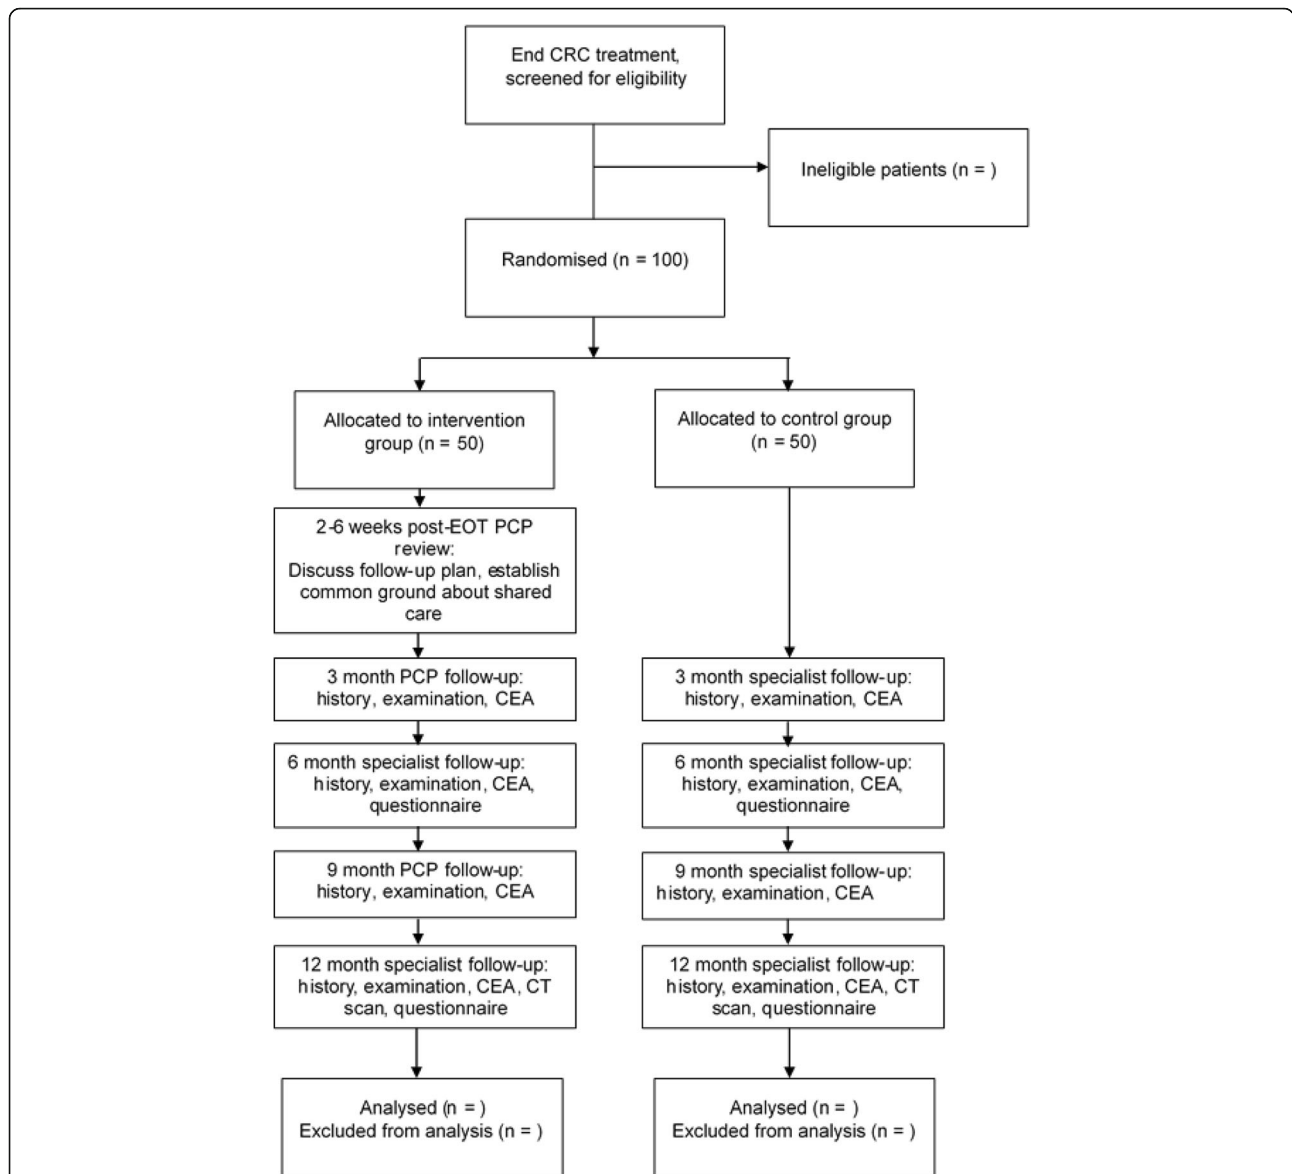 End CRC treatment,
screened for eligibility
Ineligible patients (n = )
Randomised (n = 100)
Allocated to intervention
group (n = 50)
Allocated to control group
(n = 50)
2-6 weeks post-EOT PCP
review:
Discuss follow-up plan, establish
common ground about shared
care
3 month PCP follow-up:
history, examination, CEA
3 month specialist follow-up:
history, examination, CEA
6 month specialist follow-up:
history, examination, CEA,
questionnaire
6 month specialist follow-up:
history, examination, CEA,
questionnaire
9 month PCP follow-up:
history, examination, CEA
9 month specialist follow-up:
history, examination, CEA
12 month specialist follow-up:
history, examination, CEA, CT
scan, questionnaire
12 month specialist follow-up:
history, examination, CEA, CT
scan, questionnaire
Analysed (n = )
Excluded from analysis (n = )
Analysed (n = )
Excluded from analysis (n = )